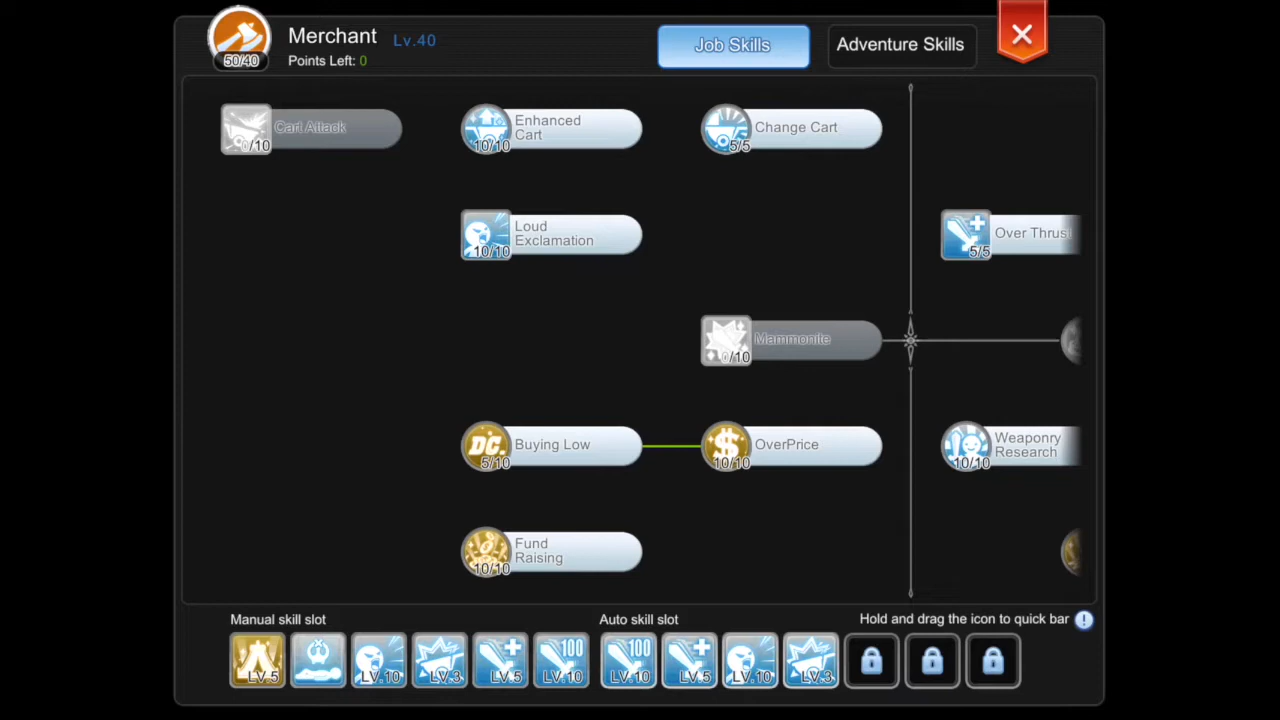 Merchant Lv.40
50/40
Points Left: 0
Job Skills
Adventure Skills
Cart Attack
0/10
Enhanced
Cart
10/10
Change Cart
5/5
Loud
Exclamation
10/10
Over Thrus
5/5
Mammonite
0/10
Buying Low
DC.
5/10
OverPrice
$
10/10
Weaponry
Research
10/10
Fund
Raising
10/10
Manual skill slot
Auto skill slot
Hold and drag the icon to quick bar
LV.5
LV.10
LV.3
LV.5
100
LV.10
100
LV.10
LV.5
LV.10
LV.3